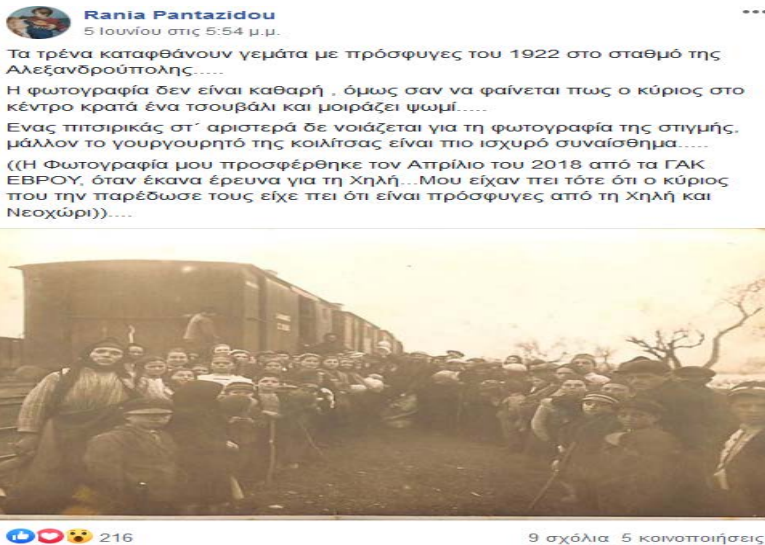 Rania Pantazidou
5 Ιουνίου στις 5:54 μ.μ.
Τα τρένα καταφθάνουν γεμάτα με πρόσφυγες του 1922 στο σταθμό της
Αλεξανδρούπολης.....
Η φωτογραφία δεν είναι καθαρή , όμως σαν να φαίνεται πως ο κύριος στο
κέντρο κρατά ένα τσουβάλι και μοιράζει ψωμί.....
Ενας πιτσιρικάς στ΄ αριστερά δε νοιάζεται για τη φωτογραφία της στιγμής,
μάλλον το γουργουρητό της κοιλίτσας είναι πιο ισχυρό συναίσθημα.....
((Η Φωτογραφία μου προσφέρθηκε τον Απρίλιο του 2018 από τα ΓΑΚ
ΕΒΡΟΥ, όταν έκανα έρευνα για τη Χηλή...Μου είχαν πει τότε ότι ο κύριος
που την παρέδωσε τους είχε πει ότι είναι πρόσφυγες από τη Χηλή και
Νεοχώρι))....
216
9 σχόλια 5 κοινοποιήσεις